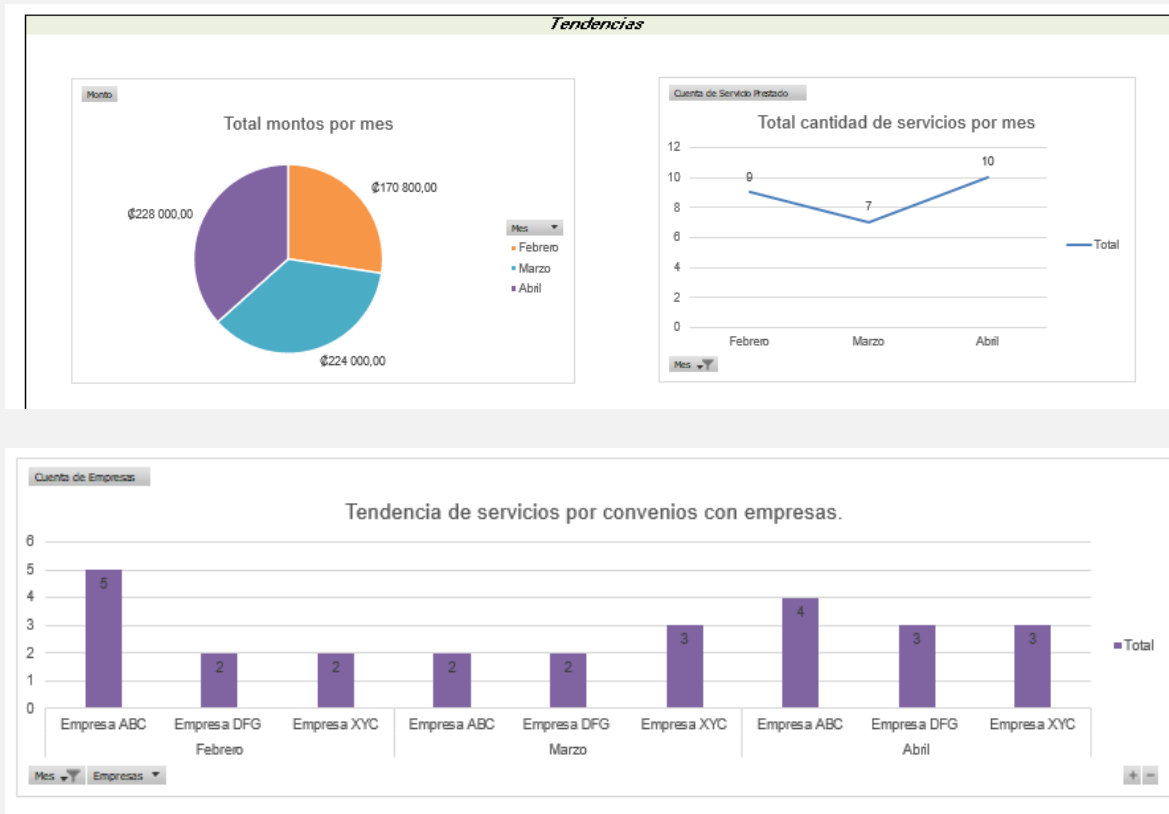 Tendencias
Monto
Total montos por mes
₡170 800,00
₡228 000,00
₡224 000,00
Mes
Febrero
Marzo
Abril
Cuenta de Servicio Prestado
Total cantidad de servicios por mes
12
10
8
6
4
2
0
9
7
10
Febrero Marzo Abril
Total
Mes
Cuenta de Empresas
Tendencia de servicios por convenios con empresas.
6
5
4
3
2
1
0
5 2 2 2 2 3 4 3 3
Empresa ABC Empresa DFG Empresa XYC Empresa ABC Empresa DFG Empresa XYC Empresa ABC Empresa DFG Empresa XYC
Febrero Marzo Abril
Total
Mes Empresas